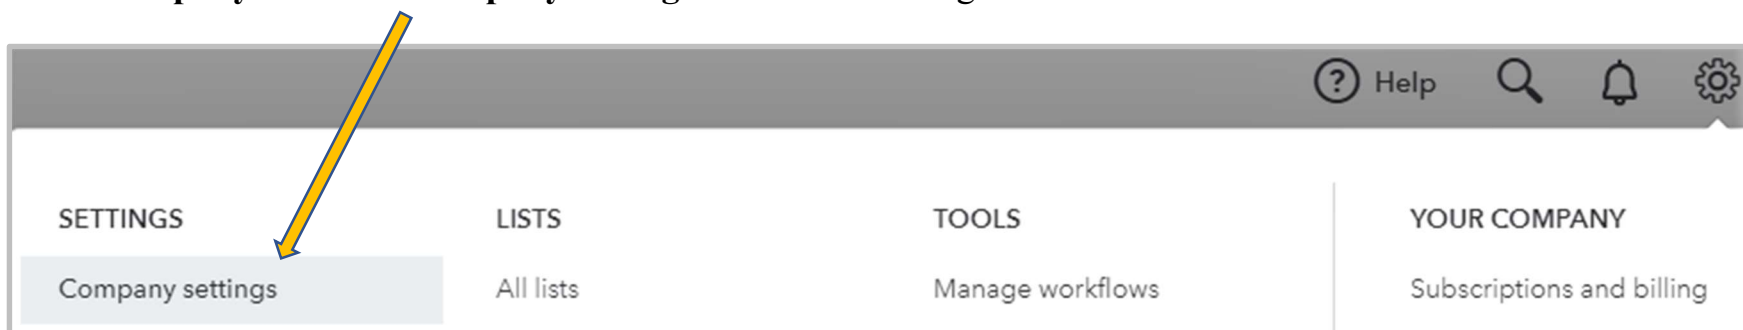 Help
SETTINGS LISTS TOOLS YOUR COMPANY
Company settings All lists Manage workflows Subscriptions and billing